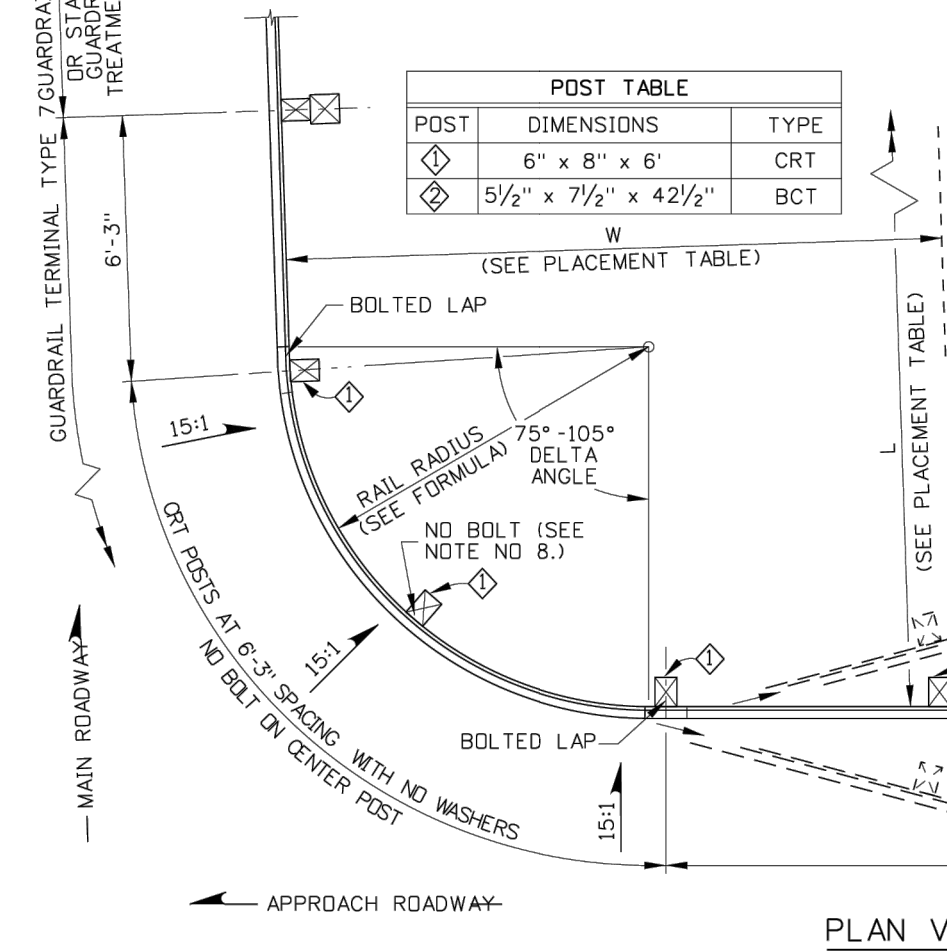 GUARDRAIL TERMINAL TYPE 7
GUARDRA
OR STA
GUARDR
TREATME
POST TABLE
POST DIMENSIONS TYPE
1 6" x 8" x 6' CRT
2 5½" x 7½" x 42½" BCT
6'-3"
W
(SEE PLACEMENT TABLE)
BOLTED LAP
1
15:1
75°-105°
DELTA
ANGLE
RAIL RADIUS
(SEE FORMULA)
L
(SEE PLACEMENT TABLE)
NO BOLT (SEE
NOTE NO 8.)
1
CRT POSTS AT 6'-3" SPACING WITH NO WASHERS
NO BOLT ON CENTER POST
15:1
1
BOLTED LAP
15:1
MAIN ROADWAY
APPROACH ROADWAY
PLAN V